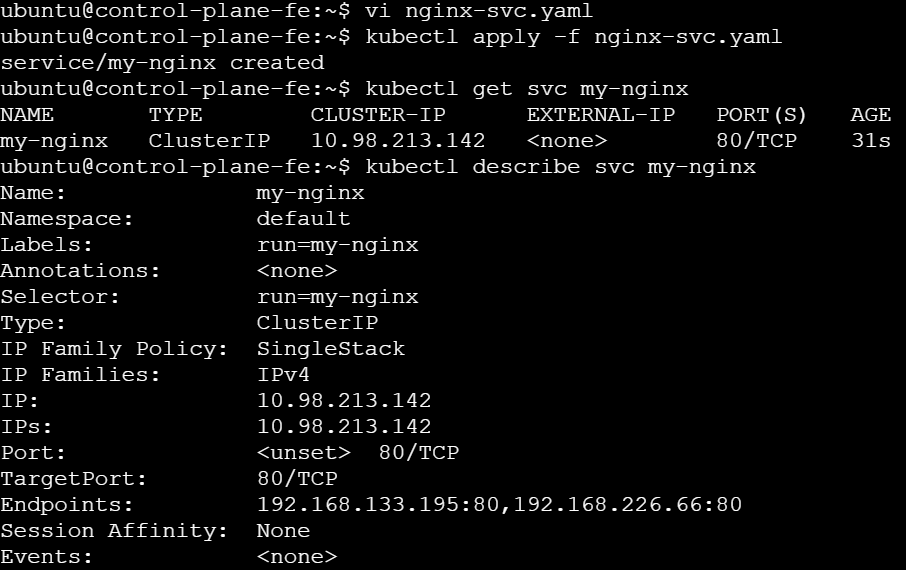 ubuntu@control-plane-fe:~$ vi nginx-svc.yaml
ubuntu@control-plane-fe:~$ kubectl apply -f nginx-svc.yaml
service/my-nginx created
ubuntu@control-plane-fe:~$ kubectl get svc my-nginx
NAME       TYPE        CLUSTER-IP      EXTERNAL-IP   PORT(S)   AGE
my-nginx   ClusterIP   10.98.213.142   <none>        80/TCP    31s
ubuntu@control-plane-fe:~$ kubectl describe svc my-nginx
Name:              my-nginx
Namespace:         default
Labels:            run=my-nginx
Annotations:       <none>
Selector:          run=my-nginx
Type:              ClusterIP
IP Family Policy:  SingleStack
IP Families:       IPv4
IP:                10.98.213.142
IPs:               10.98.213.142
Port:              <unset>  80/TCP
TargetPort:        80/TCP
Endpoints:         192.168.133.195:80,192.168.226.66:80
Session Affinity:  None
Events:            <none>